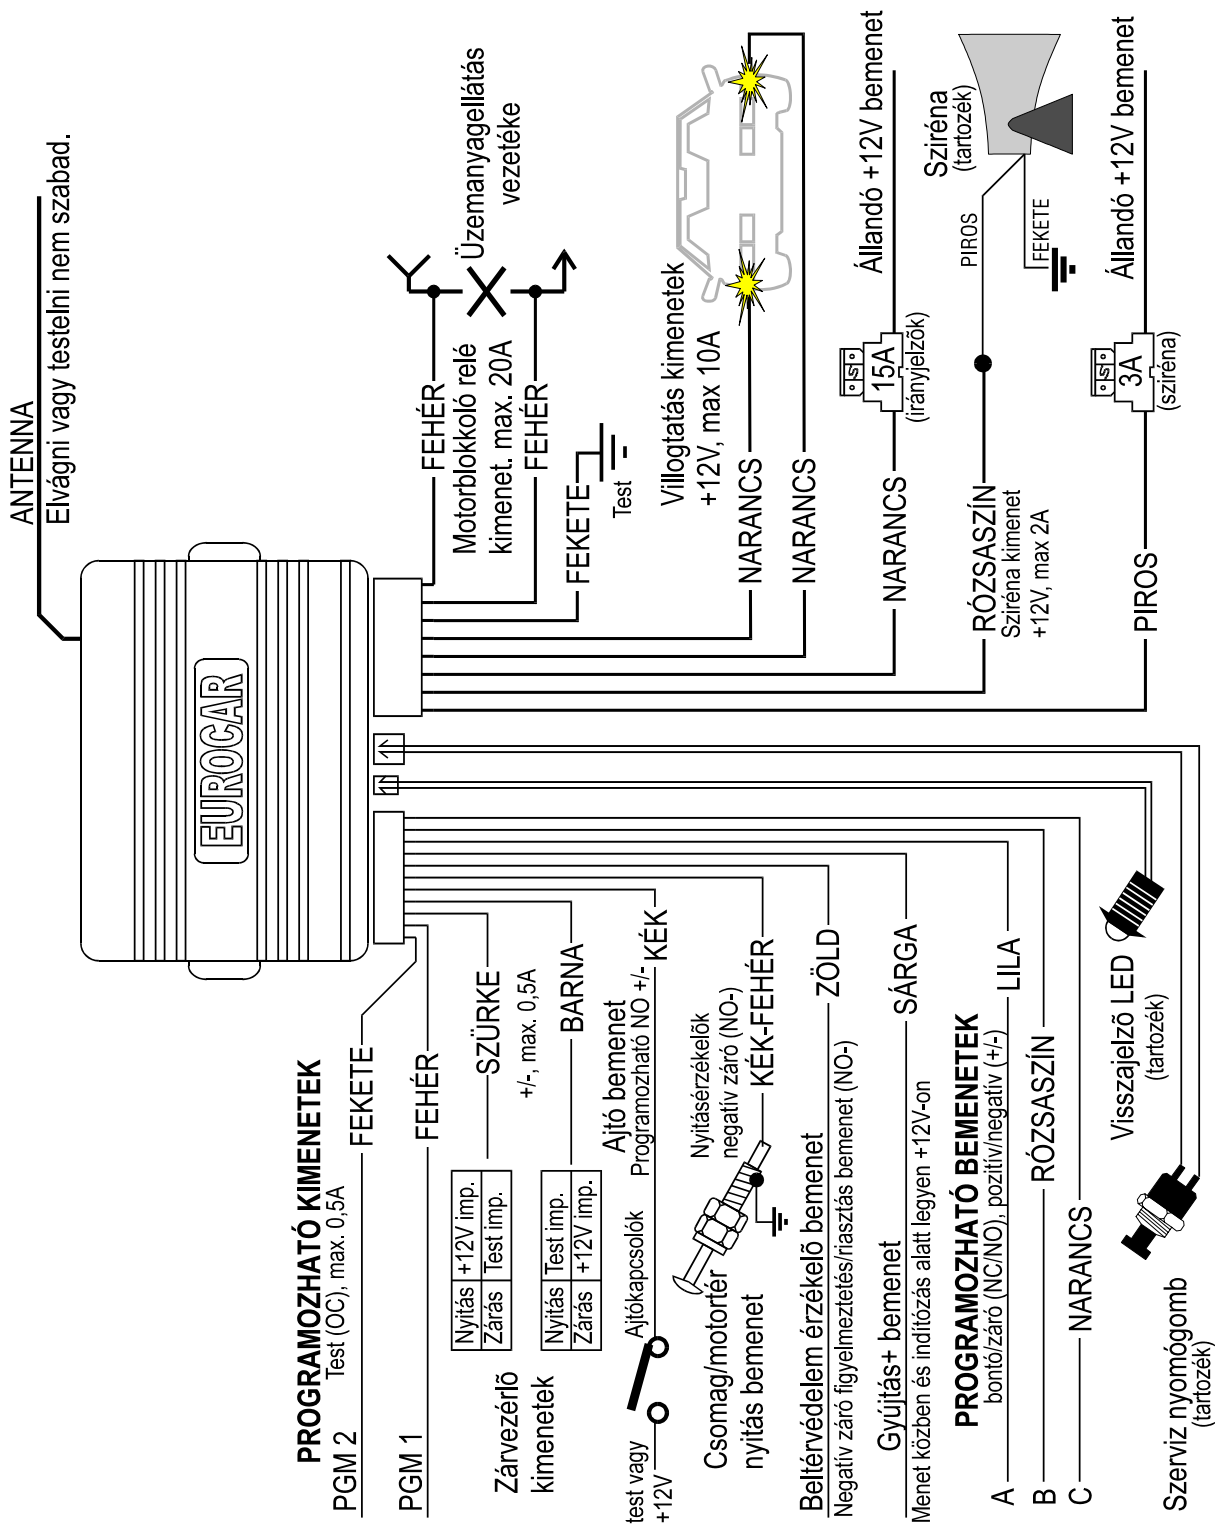 ANTENNA
Elvágni vagy testelni nem szabad.
EUROCAR
FEHÉR
Motorblokkoló relé
kimenet. max. 20A
FEHÉR
Üzemanyagellátás
vezetéke
FEKETE
Test
Villogtatás kimenetek
+12V, max 10A
NARANCS
NARANCS
NARANCS
15A
(irányjelzők)
Állandó +12V bemenet
RÓZSASZÍN
Sziréna kimenet
+12V, max 2A
PIROS
FEKETE
Sziréna
(tartozék)
PIROS
3A
(sziréna)
Állandó +12V bemenet
PROGRAMOZHATÓ KIMENETEK
Test (OC), max. 0,5A
PGM 2
FEKETE
PGM 1
FEHÉR
Zárvezérlő
kimenetek
Nyitás +12V imp.
Zárás Test imp.
SZÜRKE
+/-, max. 0,5A
Nyitás Test imp.
Zárás +12V imp.
BARNA
Ajtó bemenet
Programozható NO +/-
KÉK
Ajtókapcsolók
test vagy
+12V
Csomag/motortér
nyitás bemenet
Nyitásérzékelők
negatív záró (NO-)
KÉK-FEHÉR
Beltérvédelem érzékelő bemenet
ZÖLD
Negatív záró figyelmeztetés/riasztás bemenet (NO-)
Gyújtás+ bemenet
SÁRGA
Menet közben és indítózás alatt legyen +12V-on
PROGRAMOZHATÓ BEMENETEK
bontó/záró (NC/NO), pozitív/negatív (+/-)
A
LILA
B
RÓZSASZÍN
C
NARANCS
Visszajelző LED
(tartozék)
Szerviz nyomógomb
(tartozék)